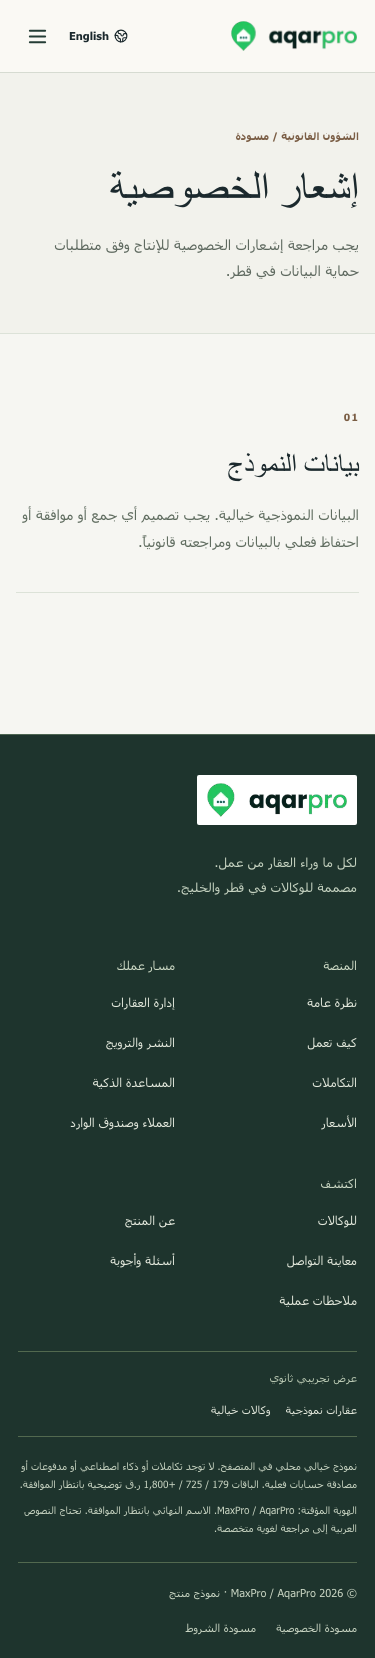 aqarpro
English
الشؤون القانونية / مسودة
إشعار الخصوصية
يجب مراجعة إشعارات الخصوصية للإنتاج وفق متطلبات
حماية البيانات في قطر.
01
بيانات النموذج
البيانات النموذجية خيالية. يجب تصميم أي جمع أو موافقة أو
احتفاظ فعلي بالبيانات ومراجعته قانونياً.
aqarpro
لكل ما وراء العقار من عمل.
مصممة للوكالات في قطر والخليج.
المنصة
نظرة عامة
كيف تعمل
التكاملات
الأسعار
مسار عملك
إدارة العقارات
النشر والترويج
المساعدة الذكية
العملاء وصندوق الوارد
اكتشف
للوكالات
عن المنتج
معاينة التواصل
أسئلة وأجوبة
ملاحظات عملية
عرض تجريبي ثانوي
عقارات نموذجية
وكالات خيالية
نموذج خيالي محلي في المتصفح. لا توجد تكاملات أو ذكاء اصطناعي أو مدفوعات أو
مصادقة حسابات فعلية. الباقات 179 / 725 / +1,800 ر.ق توضيحية بانتظار الموافقة.
الهوية المؤقتة: MaxPro / AqarPro. الاسم النهائي بانتظار الموافقة. تحتاج النصوص
العربية إلى مراجعة لغوية متخصصة.
© 2026 MaxPro / AqarPro · نموذج منتج
مسودة الخصوصية
مسودة الشروط